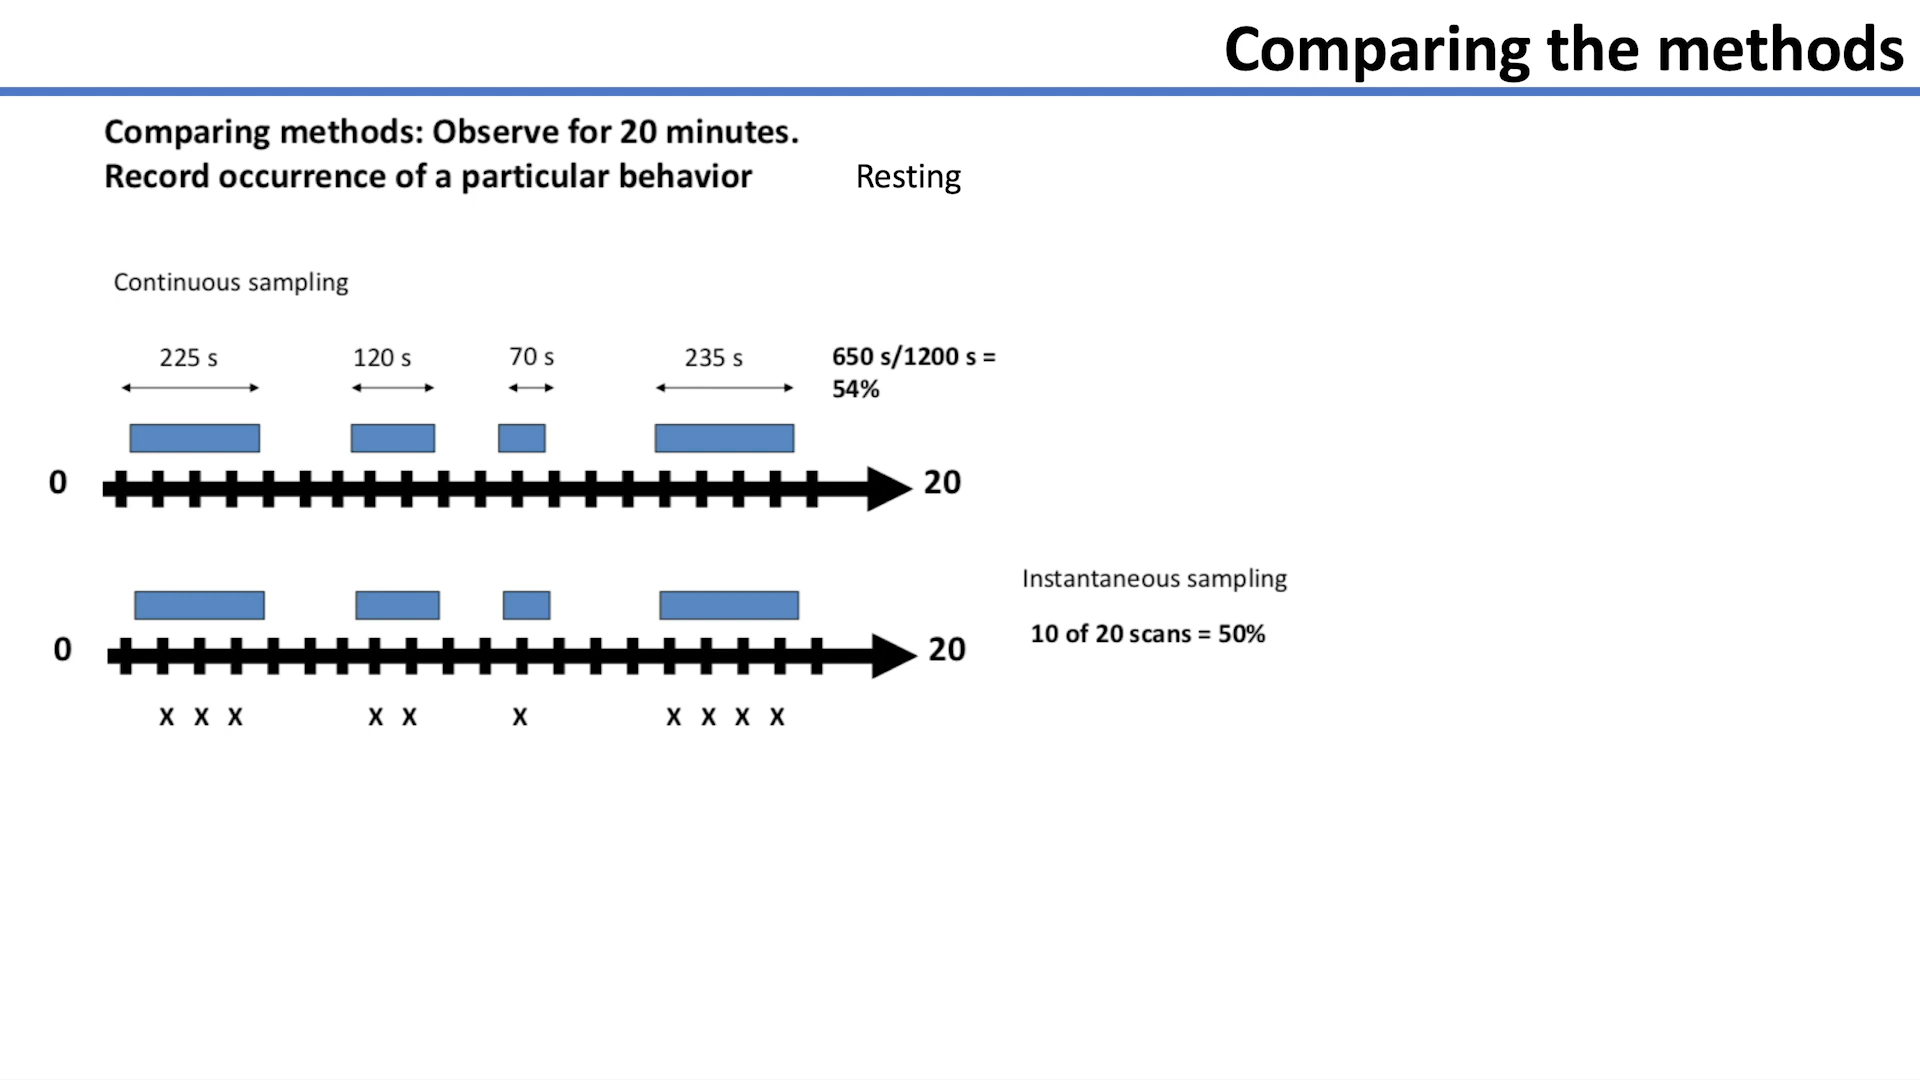 Comparing the methods
Comparing methods: Observe for 20 minutes.
Record occurrence of a particular behavior
Resting
Continuous sampling
225 s
120 s
70 s
235 s
650 s/1200 s =
54%
0
20
Instantaneous sampling
10 of 20 scans = 50%
0
20
X X X X X X X X X X